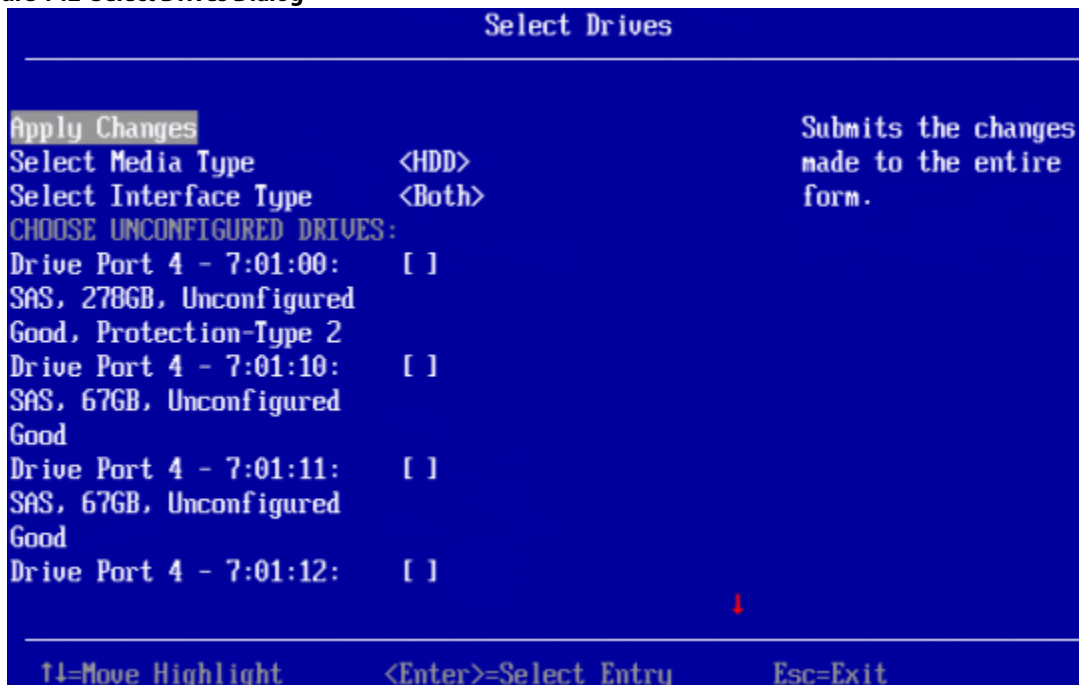 Select Drives Dialog
Select Drives
Apply Changes
Submits the changes
Select Media Type <HDD>
made to the entire
Select Interface Type <Both>
form.
CHOOSE UNCONFIGURED DRIVES:
Drive Port 4 - 7:01:00: [ ]
SAS, 278GB, Unconfigured
Good, Protection-Type 2
Drive Port 4 - 7:01:10: [ ]
SAS, 67GB, Unconfigured
Good
Drive Port 4 - 7:01:11: [ ]
SAS, 67GB, Unconfigured
Good
Drive Port 4 - 7:01:12: [ ]
↓
↑↓=Move Highlight <Enter>=Select Entry Esc=Exit